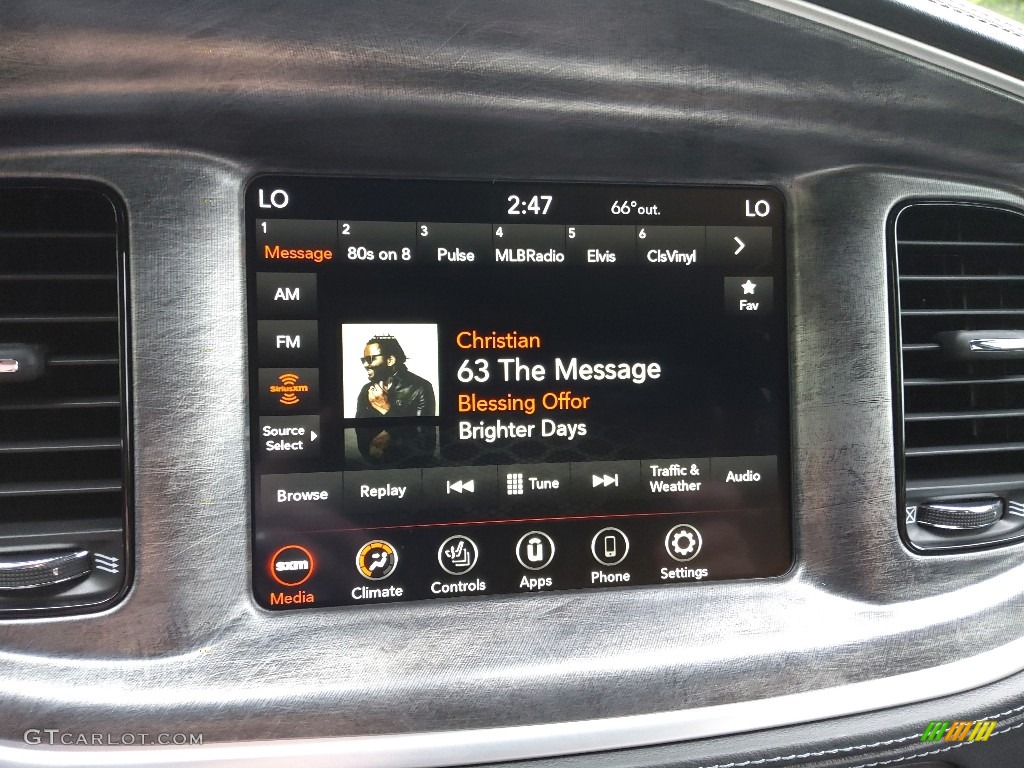 LO 2:47 66°out. LO
1 2 3 4 5 6
Message 80s on 8 Pulse MLBRadio Elvis ClsVinyl
AM
Fav
FM
Christian
63 The Message
SiriusXM
Blessing Offor
Brighter Days
Source
Select
Browse Replay Tune Traffic & Weather Audio
sxm
Media Climate Controls Apps Phone Settings
GTCARLOT.COM